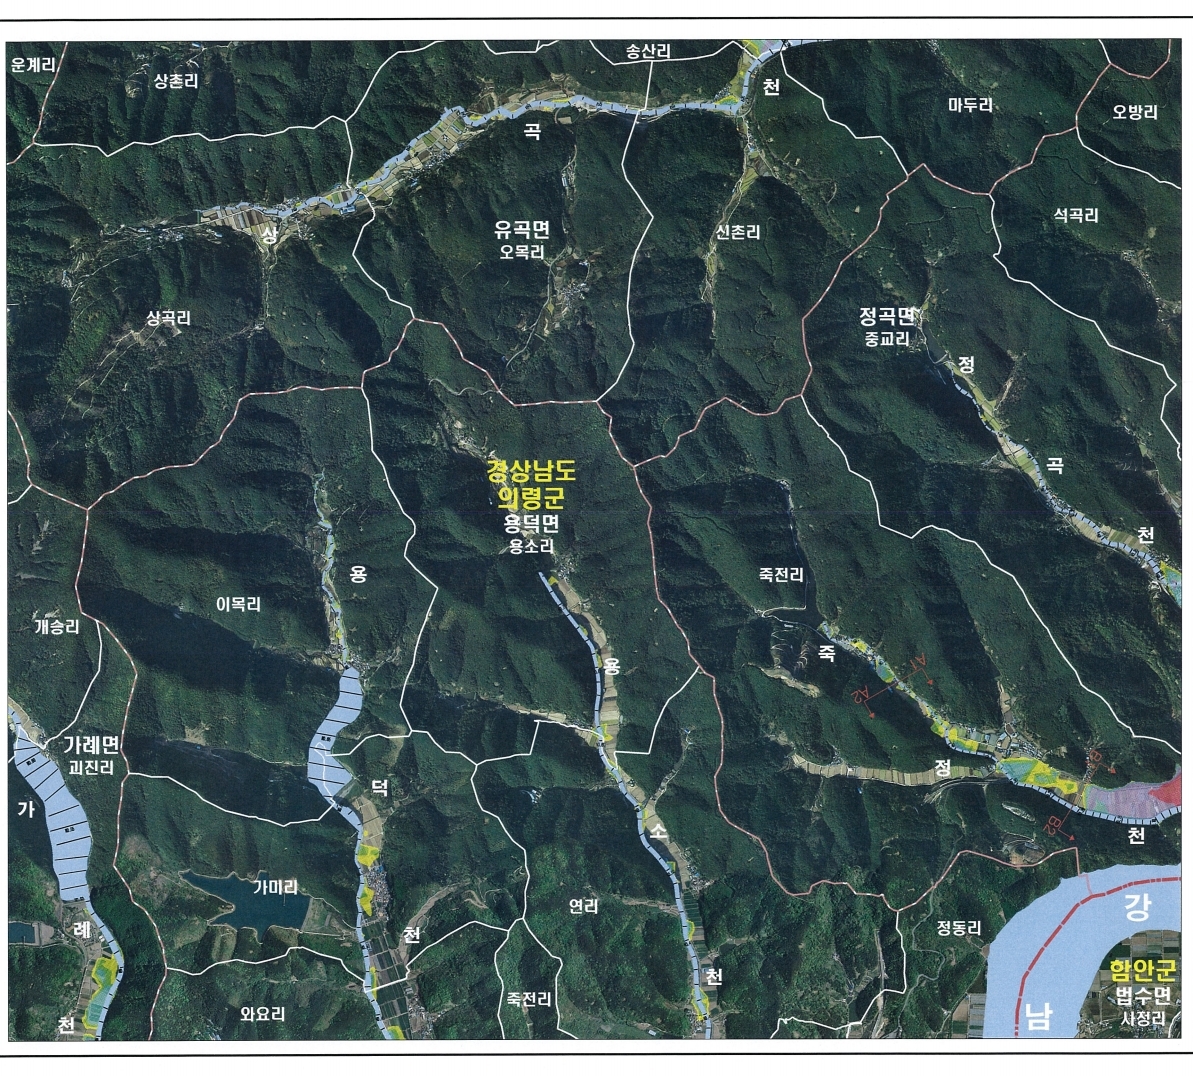 송산리
운계리
상촌리
천
마두리
오방리
곡
석곡리
유곡면
오목리
신촌리
상
상곡리
정곡면
중교리
정
곡
경상남도
의령군
용덕면
용소리
천
용
죽전리
이목리
개승리
죽
용
A1
A2
가례면
괴진리
정
B1
덕
가
소
B2
천
가미리
연리
강
례
천
정동리
함안군
천
법수면
죽전리
와요리
남
사정리
천